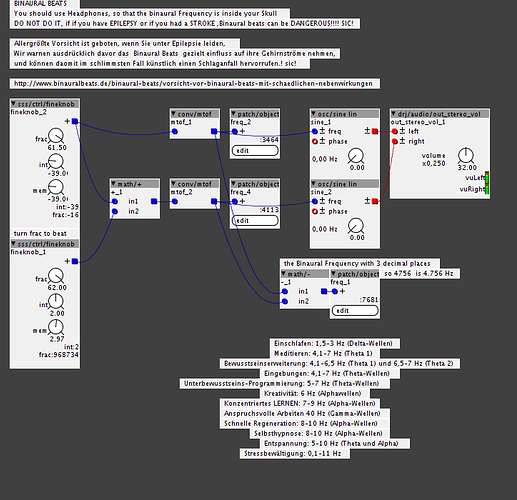 BINAURAL BEATS
You should use Headphones, so that the binaural Frequency is inside your Skull
DO NOT DO IT, if if you have EPILEPSY or if you had a STROKE ,Binaural beats can be DANGEROUS!!!! SIC!
Allergrößte Vorsicht ist geboten, wenn Sie unter Epilepsie leiden,
Wir warnen ausdrücklich davor das Binaural Beats gezielt einfluss auf ihre Gehirnströme nehmen,
und können daomit im schlimmsten Fall künstlich einen Schlaganfall hervorrufen.! sic!
http://www.binauralbeats.de/binaural-beats/vorsicht-vor-binaural-beats-mit-schaedlichen-nebenwirkungen
sss/ctrl/fineknob
fineknob_2
+
frac
61.50
int
-39.0
mem
-39.0
int:-39
frac:-16
turn frac to beat
sss/ctrl/fineknob
fineknob_1
+
frac
62.00
int
2.00
mem
2.97
int:2
frac:968734
math/+
+_1
in1
in2
conv/mtof
mtof_1
conv/mtof
mtof_2
patch/object
freq_2
+
:3464
edit
patch/object
freq_4
+
:4113
edit
osc/sine lin
sine_1
± freq ±
± phase
0,00 Hz
0.00
osc/sine lin
sine_2
± freq ±
± phase
0,00 Hz
0.00
drj/audio/out_stereo_vol
out_stereo_vol_1
± left
± right
volume
x0,250
32.00
vuLeft
vuRight
the Binaural Frequency with 3 decimal places
math/-
-_1
in1
in2
patch/object
freq_1
+
:7681
edit
so 4756 is 4.756 Hz
Einschlafen: 1,5-3 Hz (Delta-Wellen)
Meditieren: 4,1-7 Hz (Theta 1)
Bewusstseinserweiterung: 4,1-6,5 Hz (Theta 1) und 6,5-7 Hz (Theta 2)
Eingebungen: 4,1-7 Hz (Theta-Wellen)
Unterbewusstseins-Programmierung: 5-7 Hz (Theta-Wellen)
Kreativität: 6 Hz (Alphawellen)
Konzentriertes LERNEN: 7-9 Hz (Alpha-Wellen)
Anspruchsvolle Arbeiten 40 Hz (Gamma-Wellen)
Schnelle Regeneration: 8-10 Hz (Alpha-Wellen)
Selbsthypnose: 8-10 Hz (Alpha-Wellen)
Entspannung: 5-10 Hz (Theta und Alpha)
Stressbewältigung: 0,1-11 Hz